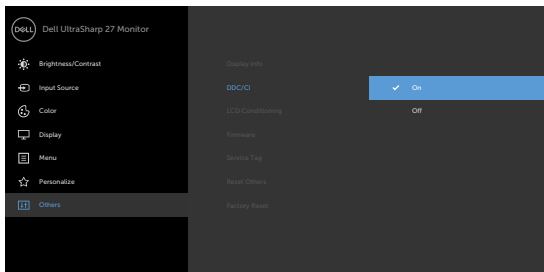 DELL Dell UltraSharp 27 Monitor
Brightness/Contrast
Input Source
Color
Display
Menu
Personalize
Others
Display Info
DDC/CI
LCD Conditioning
Firmware
Service Tag
Reset Others
Factory Reset
On
Off